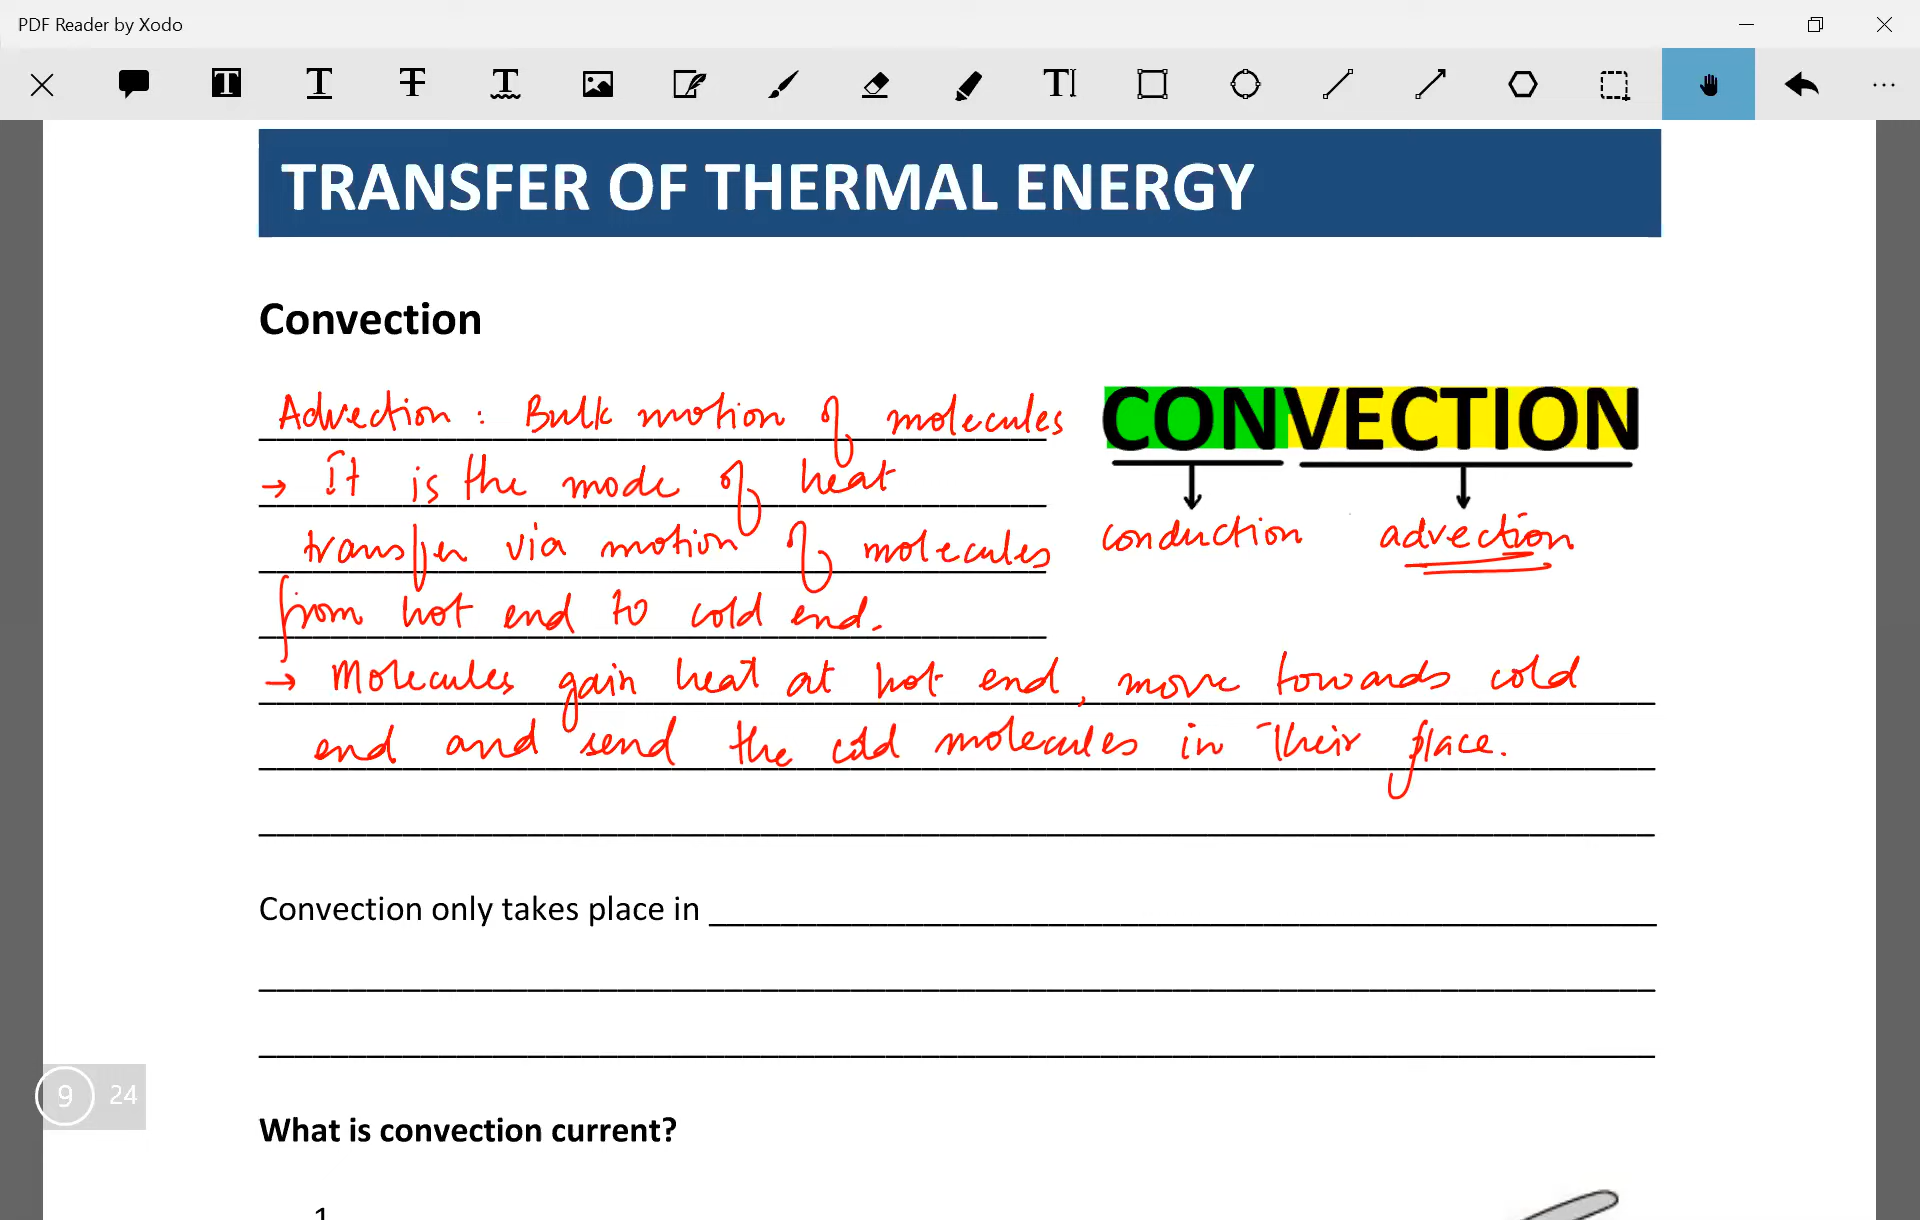 PDF Reader by Xodo
TRANSFER OF THERMAL ENERGY
Convection
Advection : Bulk motion of molecules
→ It is the mode of heat
transfer via motion of molecules
from hot end to cold end.
CONVECTION
conduction advection
→ Molecules gain heat at hot end, move towards cold
end and send the cold molecules in their place.
Convection only takes place in
9 24
What is convection current?
1